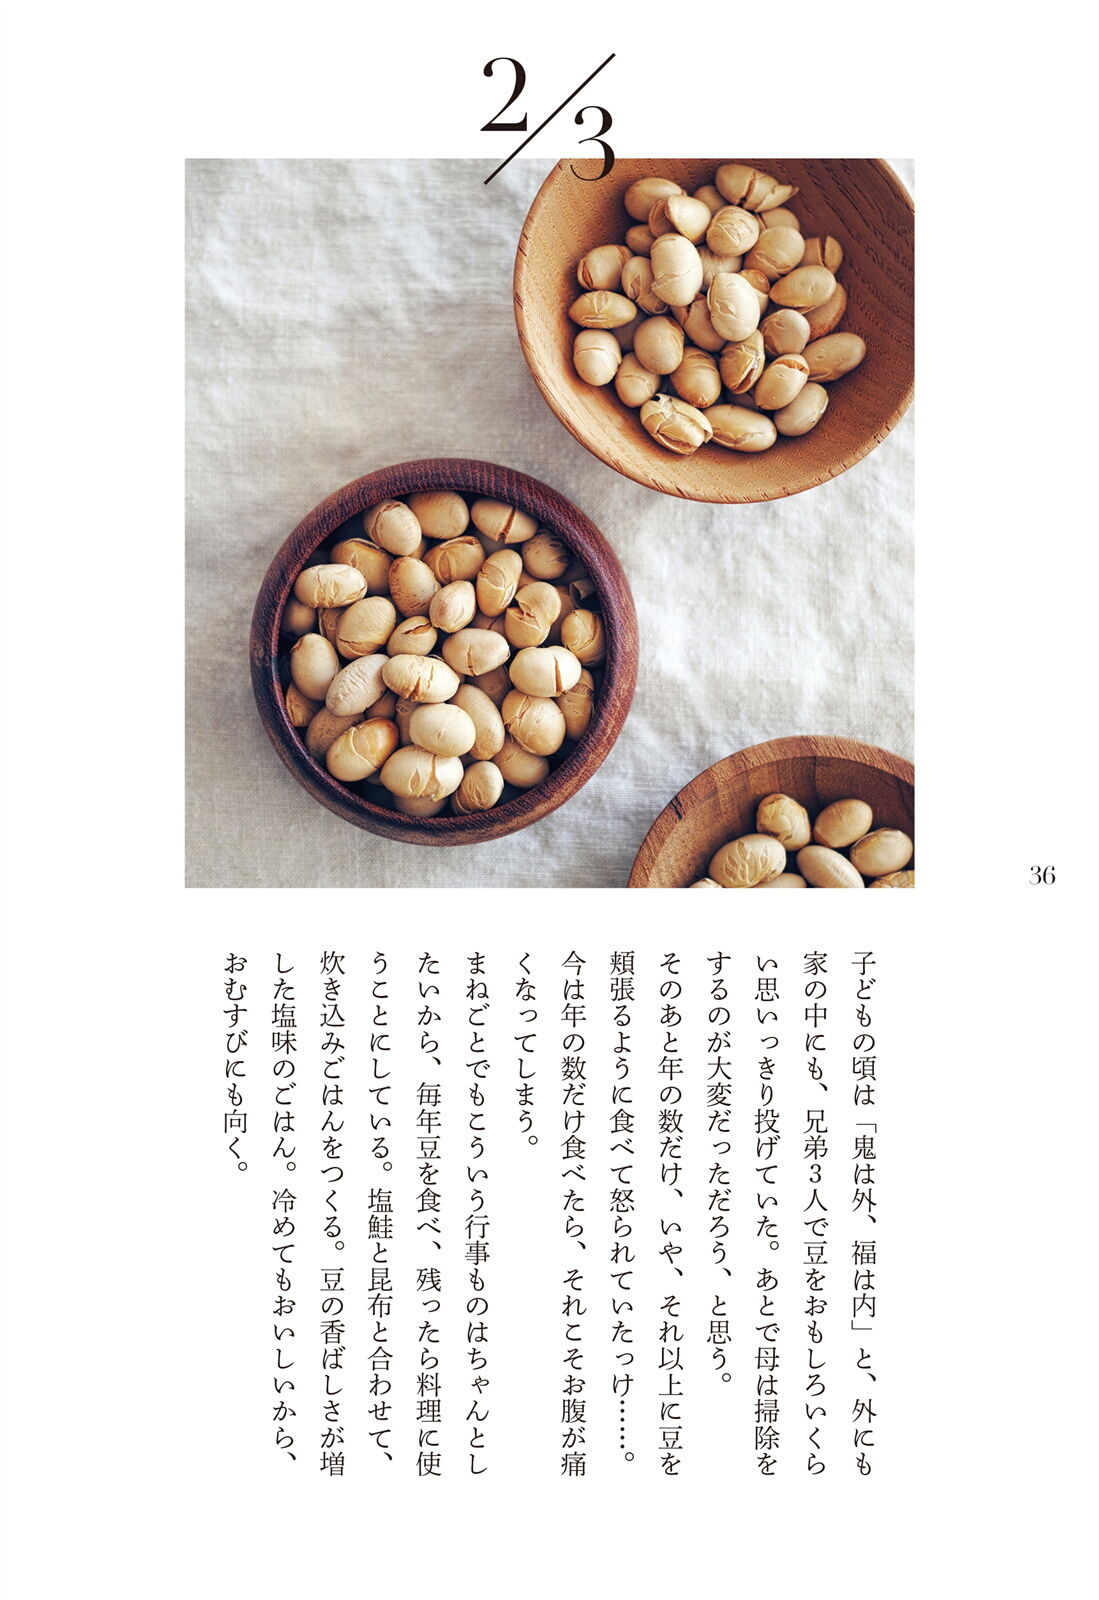 2/3
36
子どもの頃は「鬼は外、福は内」と、外にも
家の中にも、兄弟3人で豆をおもしろいくら
い思いっきり投げていた。あとで母は掃除を
するのが大変だっただろう、と思う。
そのあと年の数だけ、いや、それ以上に豆を
頬張るように食べて怒られていたっけ……。
今は年の数だけ食べたら、それこそお腹が痛
くなってしまう。
まねごとでもこういう行事ものはちゃんとし
たいから、毎年豆を食べ、残ったら料理に使
うことにしている。塩鮭と昆布と合わせて、
炊き込みごはんをつくる。豆の香ばしさが増
した塩味のごはん。冷めてもおいしいから、
おむすびにも向く。